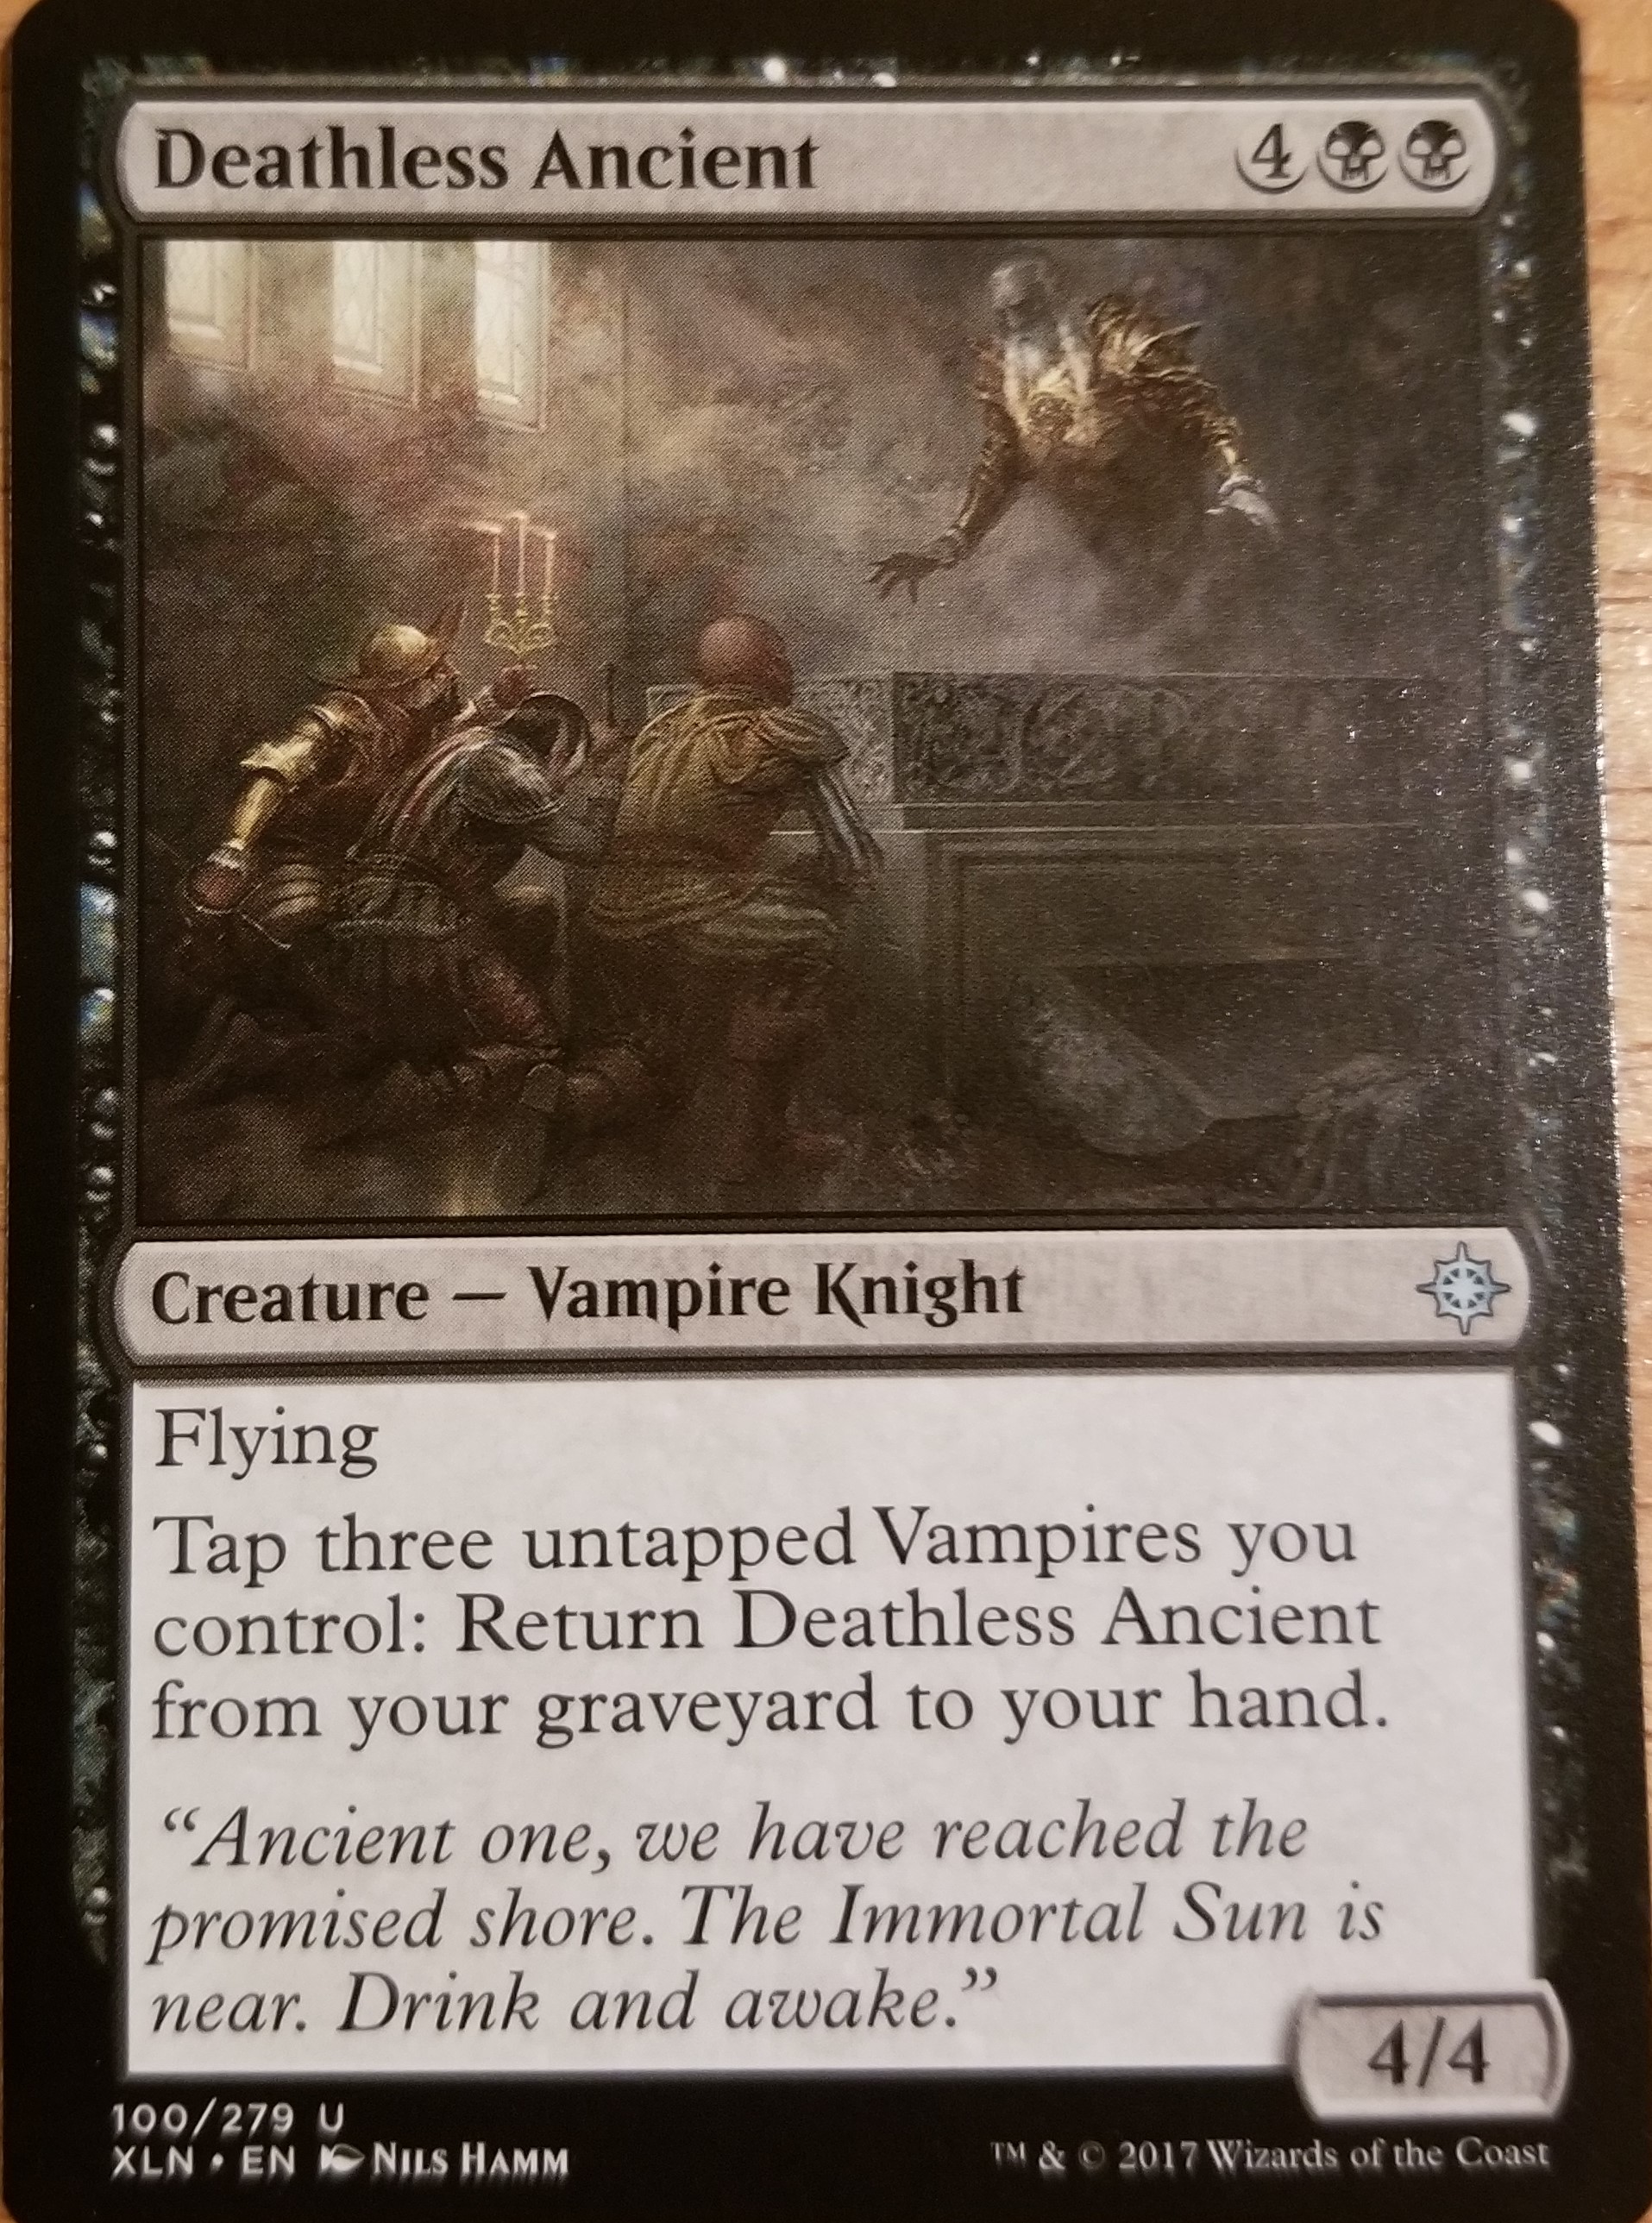 Deathless Ancient 4
Creature — Vampire Knight
Flying
Tap three untapped Vampires you
control: Return Deathless Ancient
from your graveyard to your hand.
“Ancient one, we have reached the
promised shore. The Immortal Sun is
near. Drink and awake.”
4/4
100/279 U
XLN • EN NILS HAMM
™ & © 2017 Wizards of the Coast